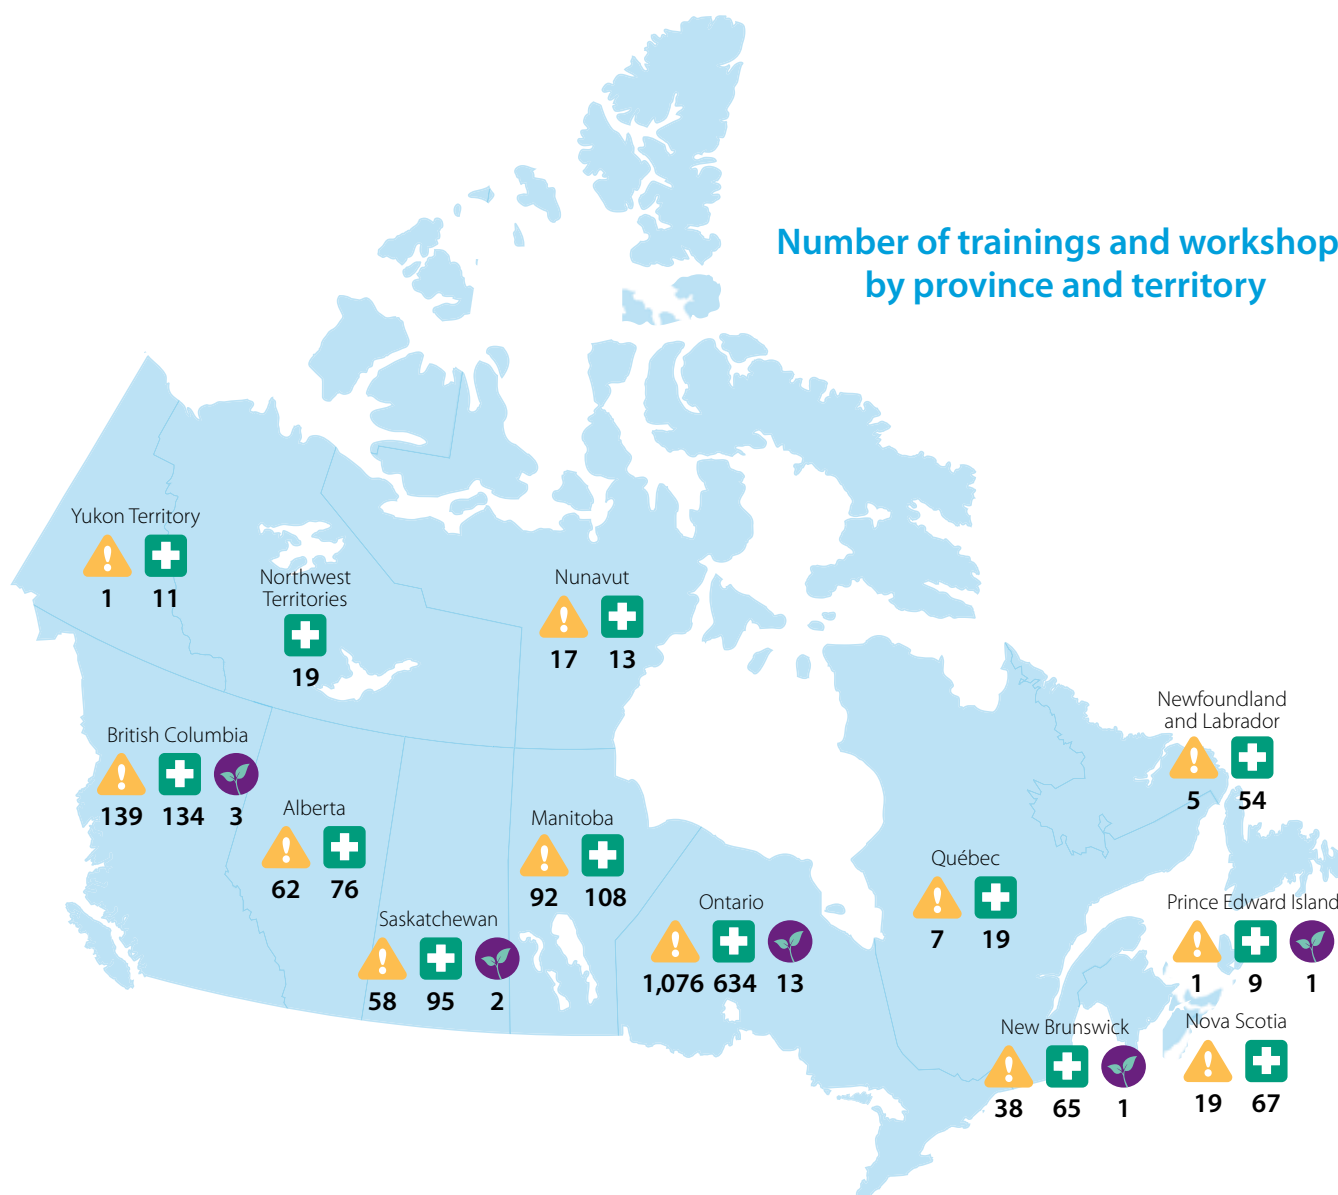 Number of trainings and workshop
by province and territory
Yukon Territory
1 11
Northwest
Territories
19
Nunavut
17 13
Newfoundland
and Labrador
5 54
British Columbia
139 134 3
Alberta
62 76
Manitoba
92 108
Québec
7 19
Ontario
1,076 634 13
Prince Edward Island
1 9 1
Saskatchewan
58 95 2
New Brunswick
38 65 1
Nova Scotia
19 67